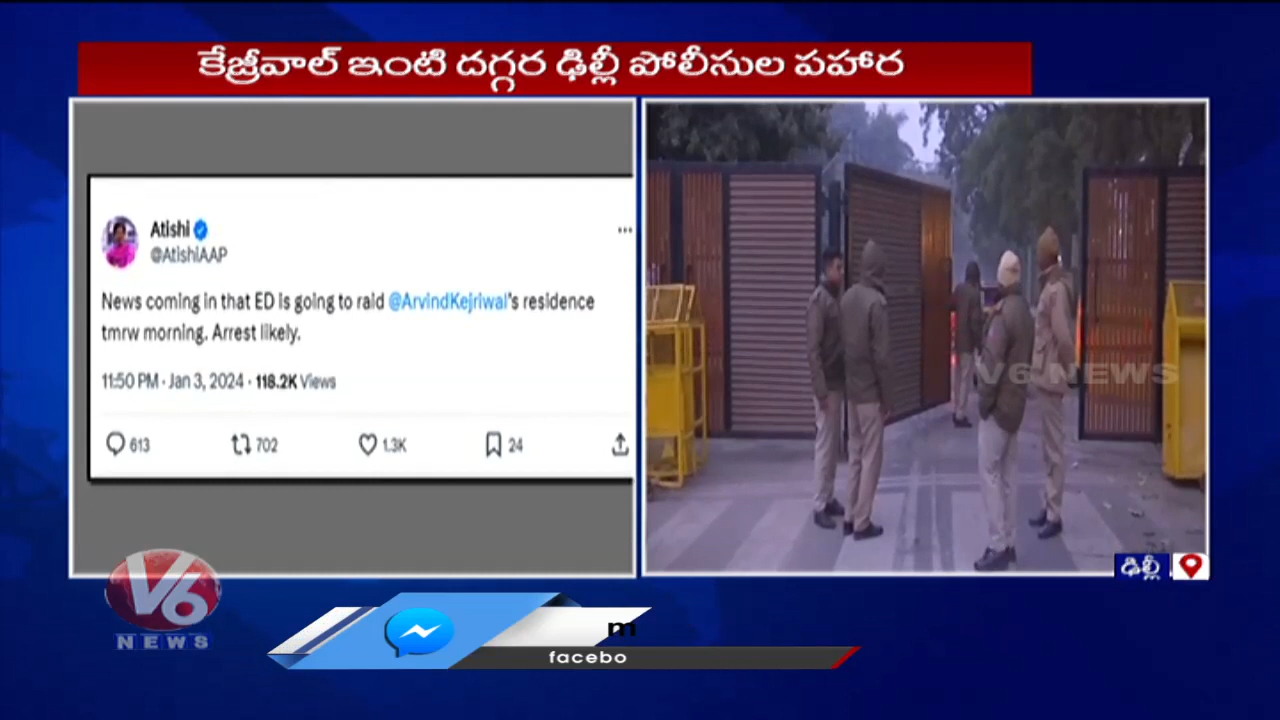 కేజ్రీవాల్ ఇంటి దగ్గర ఢిల్లీ పోలీసుల పహార
Atishi
@AtishiAAP
News coming in that ED is going to raid @ArvindKejriwal's residence
tmrw morning. Arrest likely.
11:50 PM · Jan 3, 2024 · 118.2K Views
613 702 1.3K 24
V6 NEWS
ఢిల్లీ
V6
NEWS
m
facebo